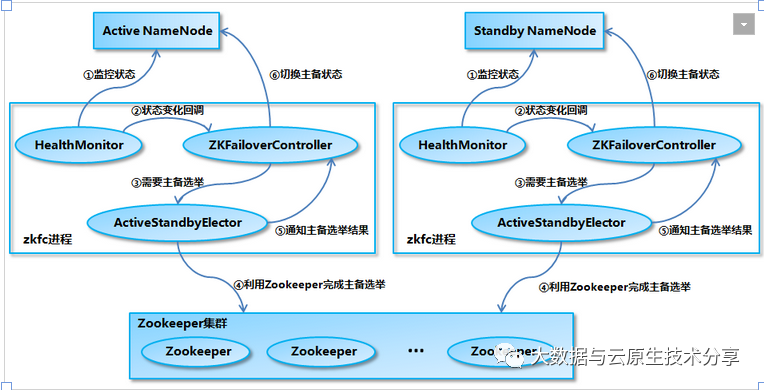 Active NameNode
Standby NameNode
①监控状态
⑥切换主备状态
①监控状态
⑥切换主备状态
②状态变化回调
②状态变化回调
HealthMonitor
ZKFailoverController
HealthMonitor
ZKFailoverController
③需要主备选举
③需要主备选举
ActiveStandbyElector
ActiveStandbyElector
⑤通知主备选举结果
⑤通知主备选举结果
zkfc进程
zkfc进程
④利用Zookeeper完成主备选举
④利用Zookeeper完成主备选举
Zookeeper集群
Zookeeper
Zookeeper
...
Zookeeper
大数据与云原生技术分享